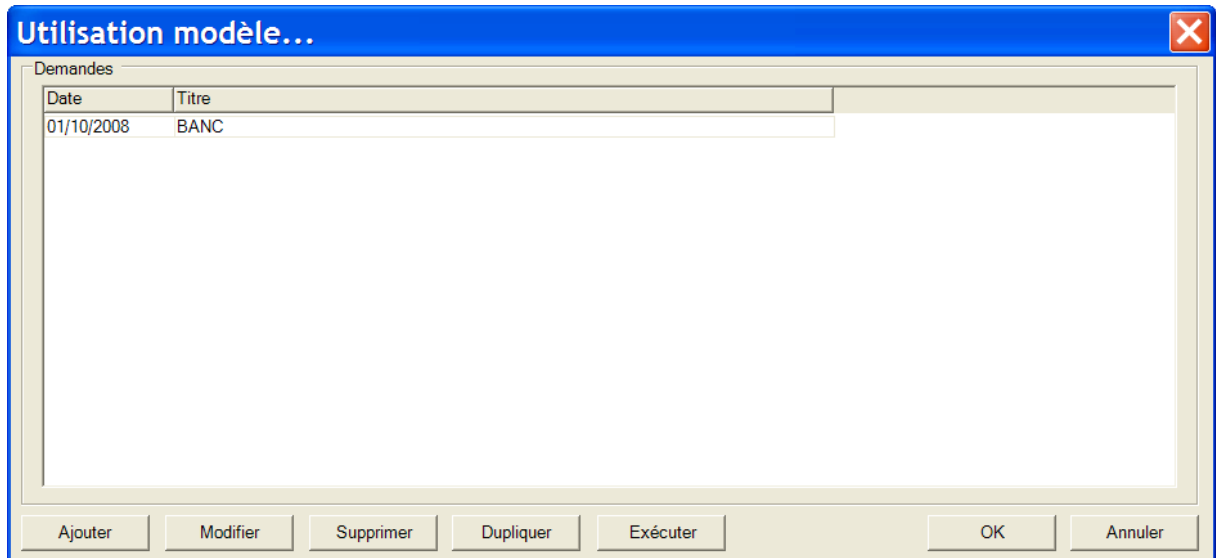 Utilisation modèle...
Demandes
Date Titre
01/10/2008 BANC
Ajouter Modifier Supprimer Dupliquer Exécuter OK Annuler